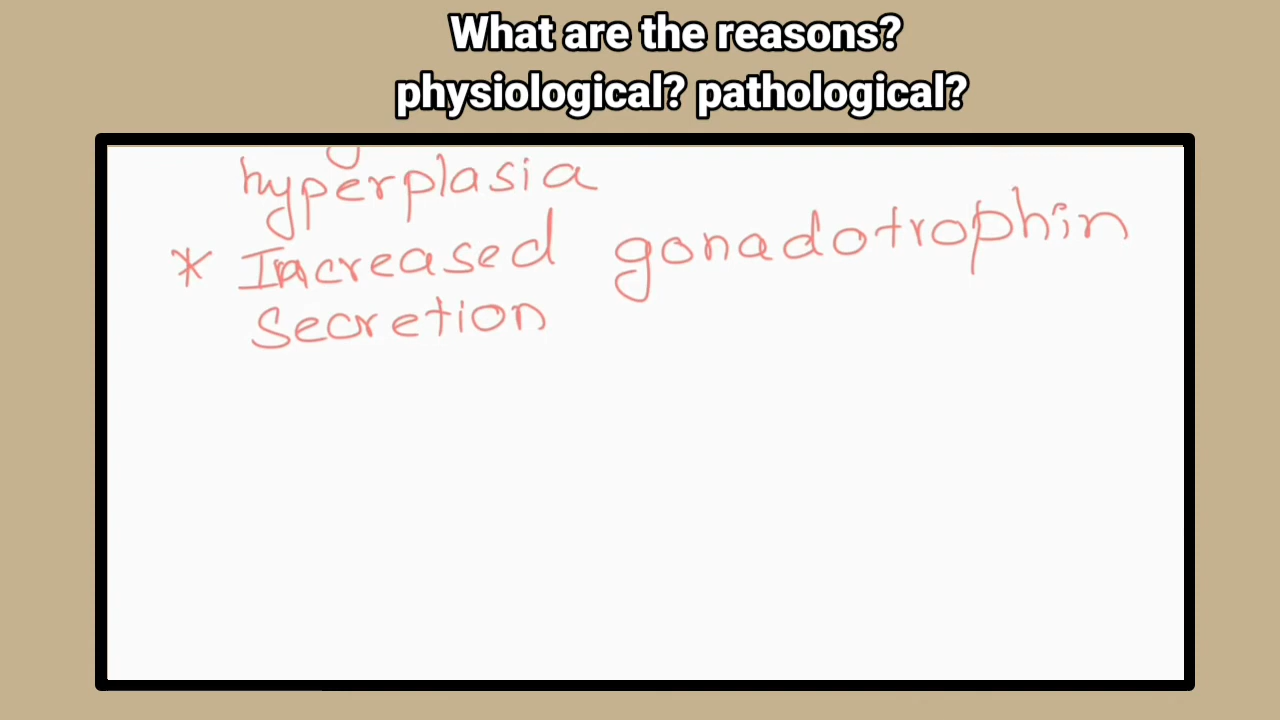 What are the reasons?
physiological? pathological?
hyperplasia
* Increased gonadotrophin
secretion